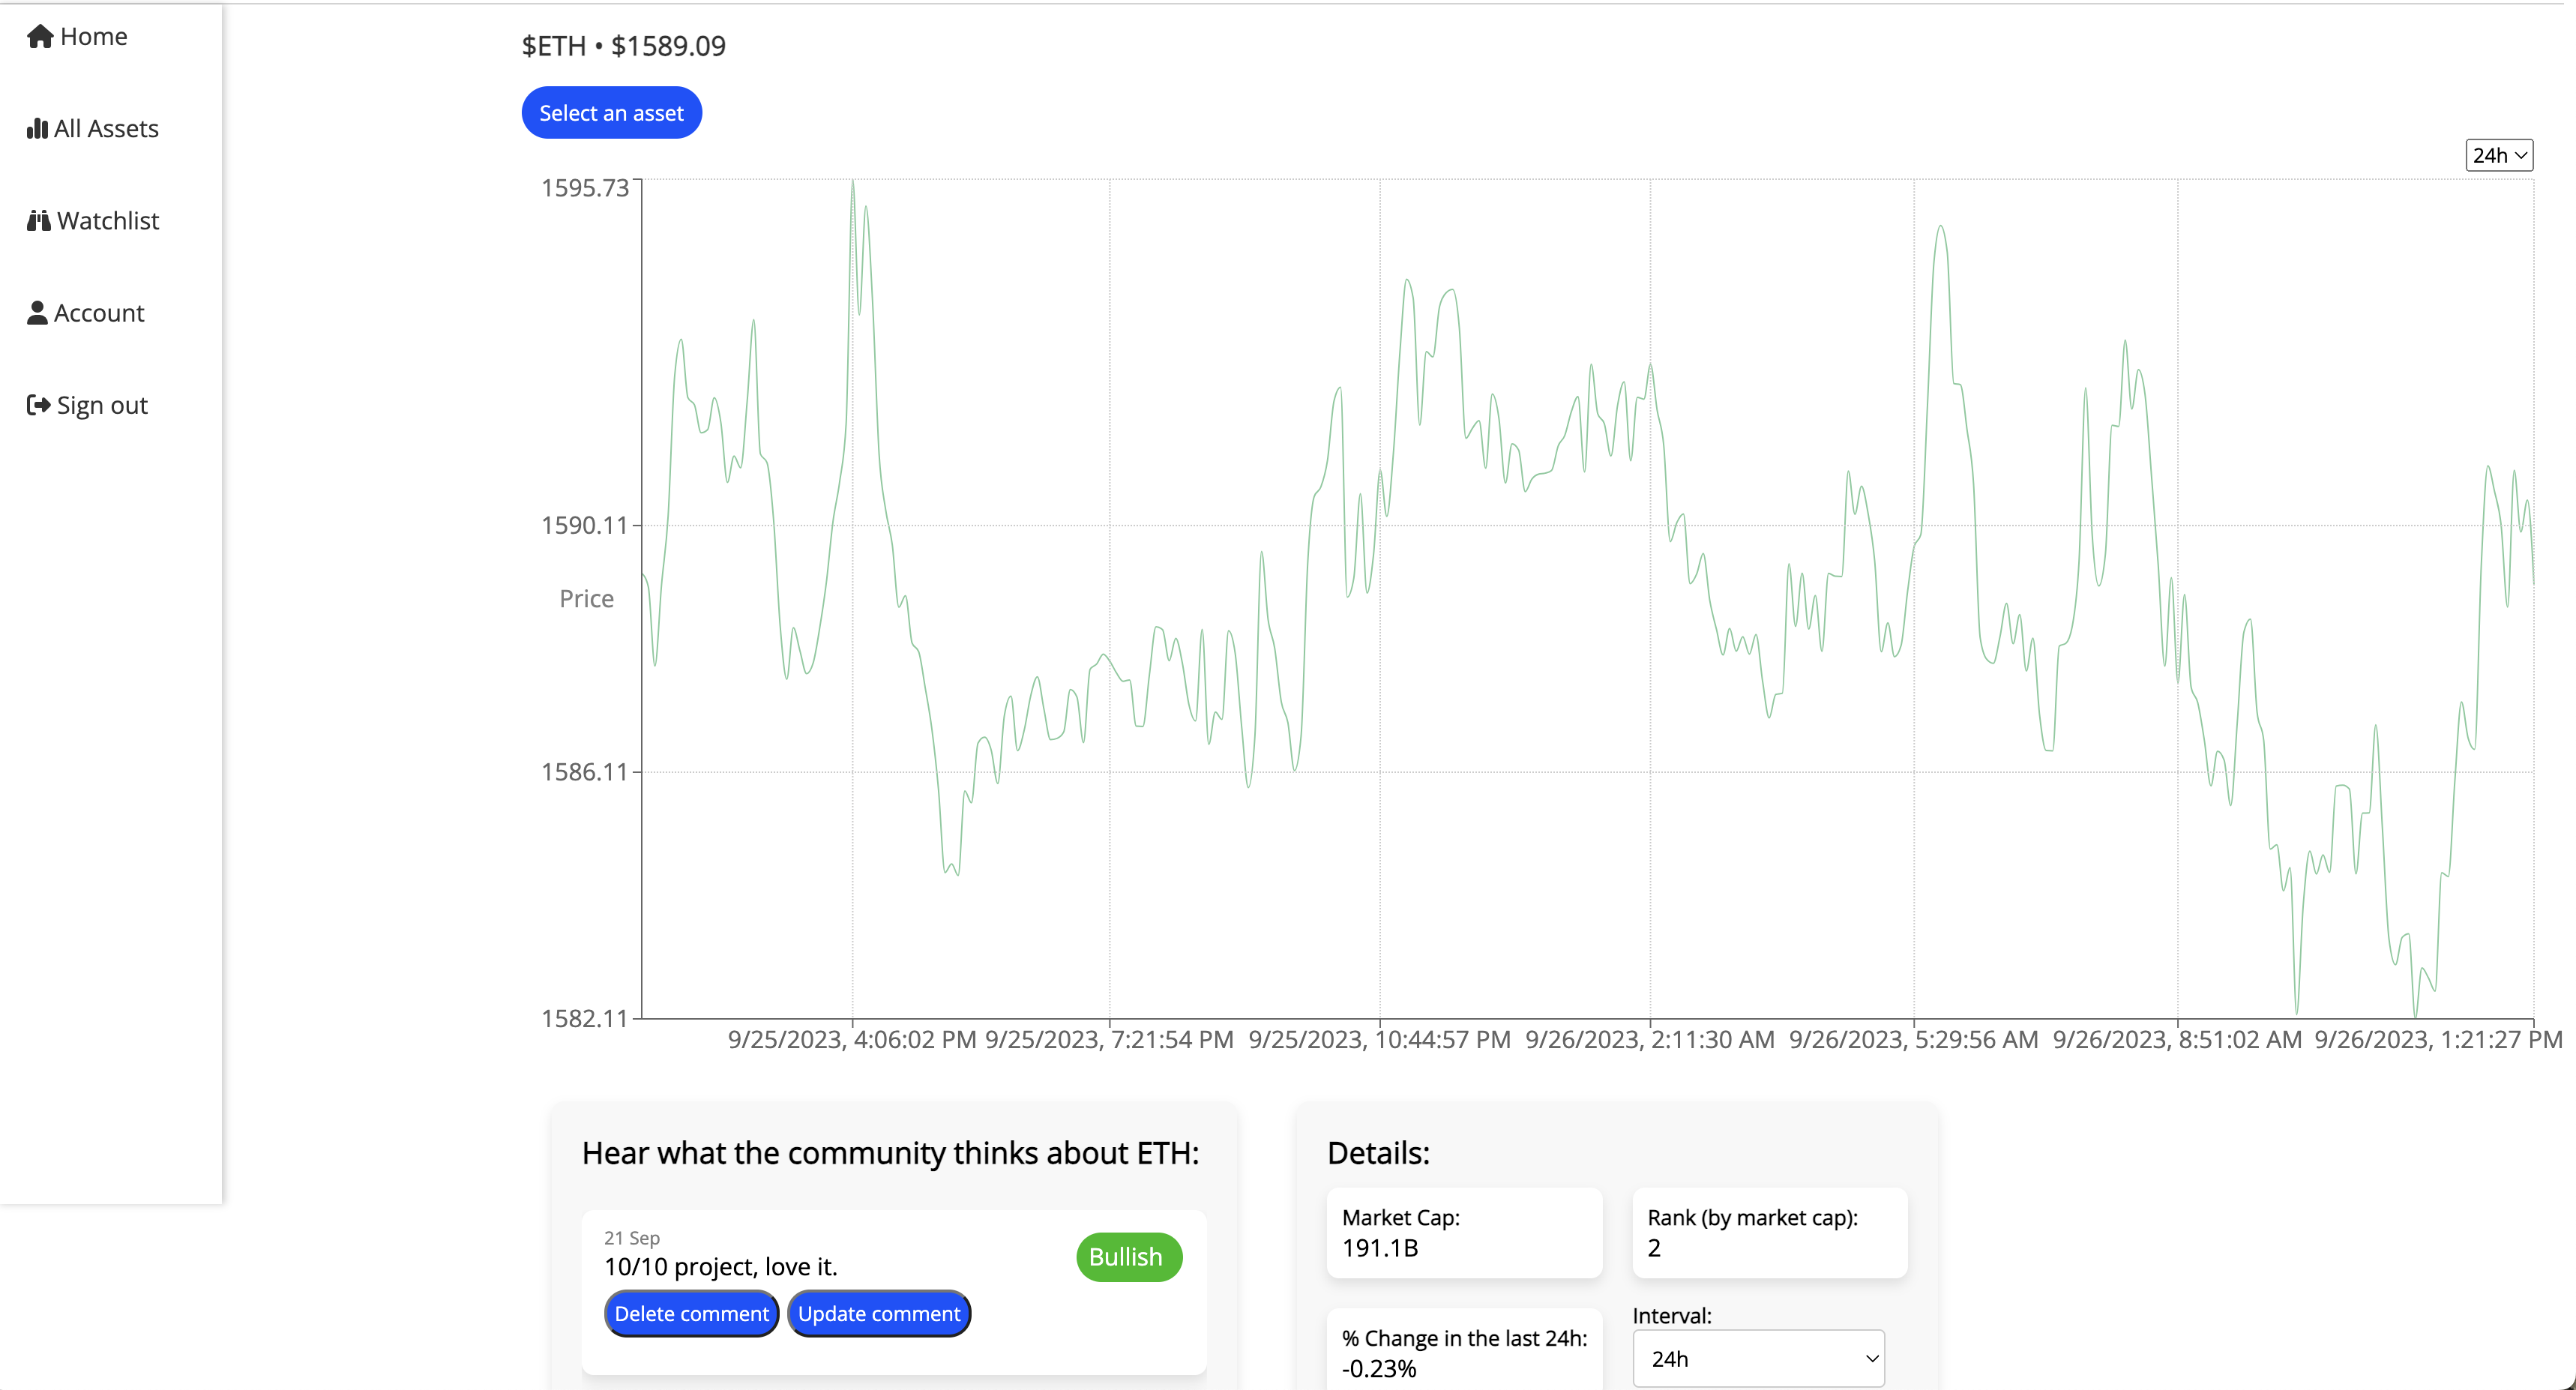 Home
All Assets
Watchlist
Account
Sign out
$ETH • $1589.09
Select an asset
24h
1595.73
1590.11
Price
1586.11
1582.11
9/25/2023, 4:06:02 PM 9/25/2023, 7:21:54 PM 9/25/2023, 10:44:57 PM 9/26/2023, 2:11:30 AM 9/26/2023, 5:29:56 AM 9/26/2023, 8:51:02 AM 9/26/2023, 1:21:27 PM
Hear what the community thinks about ETH:
21 Sep
10/10 project, love it.
Bullish
Delete comment Update comment
Details:
Market Cap:
191.1B
Rank (by market cap):
2
% Change in the last 24h:
-0.23%
Interval:
24h